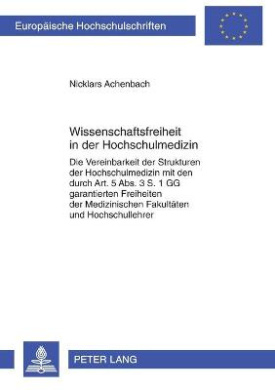 Europäische Hochschulschriften
Nicklars Achenbach
Wissenschaftsfreiheit
in der Hochschulmedizin
Die Vereinbarkeit der Strukturen
der Hochschulmedizin mit den
durch Art. 5 Abs. 3 S. 1 GG
garantierten Freiheiten
der Medizinischen Fakultäten
und Hochschullehrer
PETER LANG